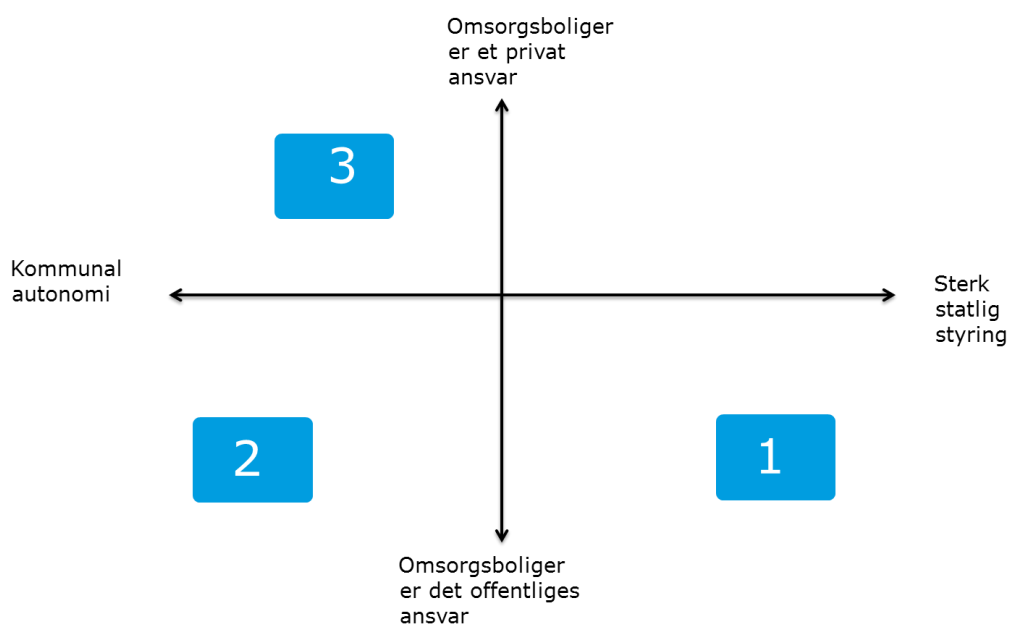 Omsorgsboliger
er et privat
ansvar
3
Kommunal
autonomi
Sterk
statlig
styring
2
1
Omsorgsboliger
er det offentliges
ansvar